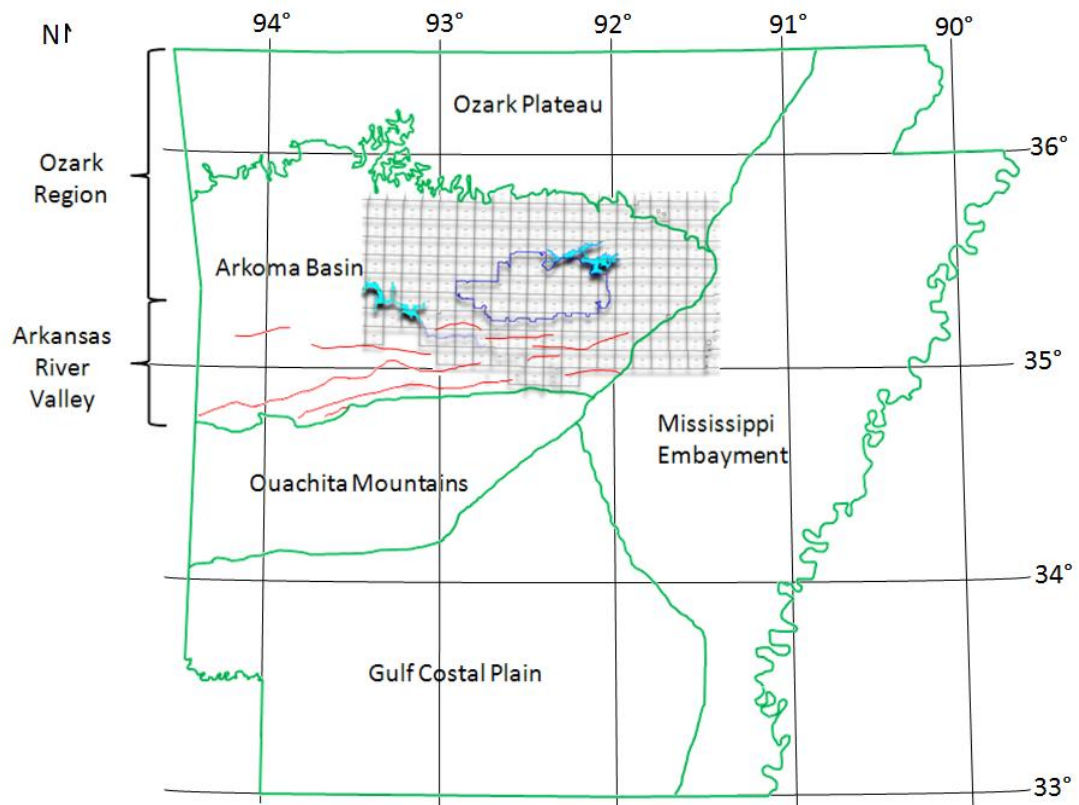 94°
93°
92°
91°
90°
N
Ozark Plateau
36°
Ozark
Region
Arkoma Basin
Arkansas
River
Valley
35°
Mississippi
Embayment
Ouachita Mountains
34°
Gulf Costal Plain
33°